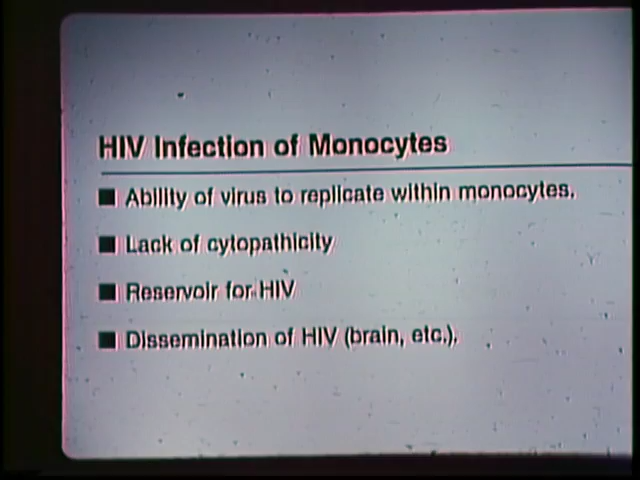 HIV Infection of Monocytes
■ Ability of virus to replicate within monocytes.
■ Lack of cytopathicity
■ Reservoir for HIV
■ Dissemination of HIV (brain, etc.).